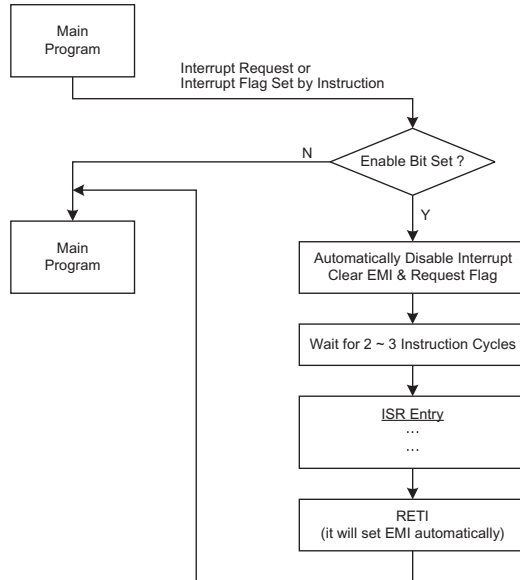 Main
Program
Interrupt Request or
Interrupt Flag Set by Instruction
Enable Bit Set ?
N
Y
Main
Program
Automatically Disable Interrupt
Clear EMI & Request Flag
Wait for 2 ~ 3 Instruction Cycles
ISR Entry
...
...
RETI
(it will set EMI automatically)